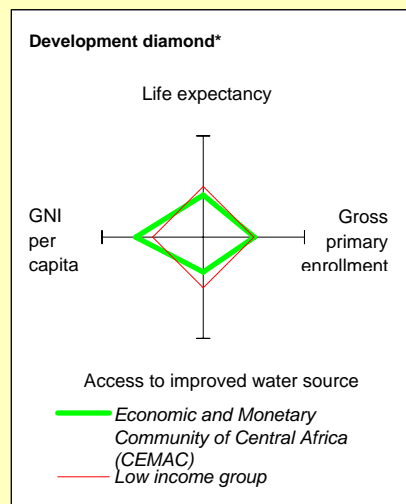 Development diamond*
Life expectancy
GNI
per
capita
Gross
primary
enrollment
Access to improved water source
Economic and Monetary
Community of Central Africa
(CEMAC)
Low income group